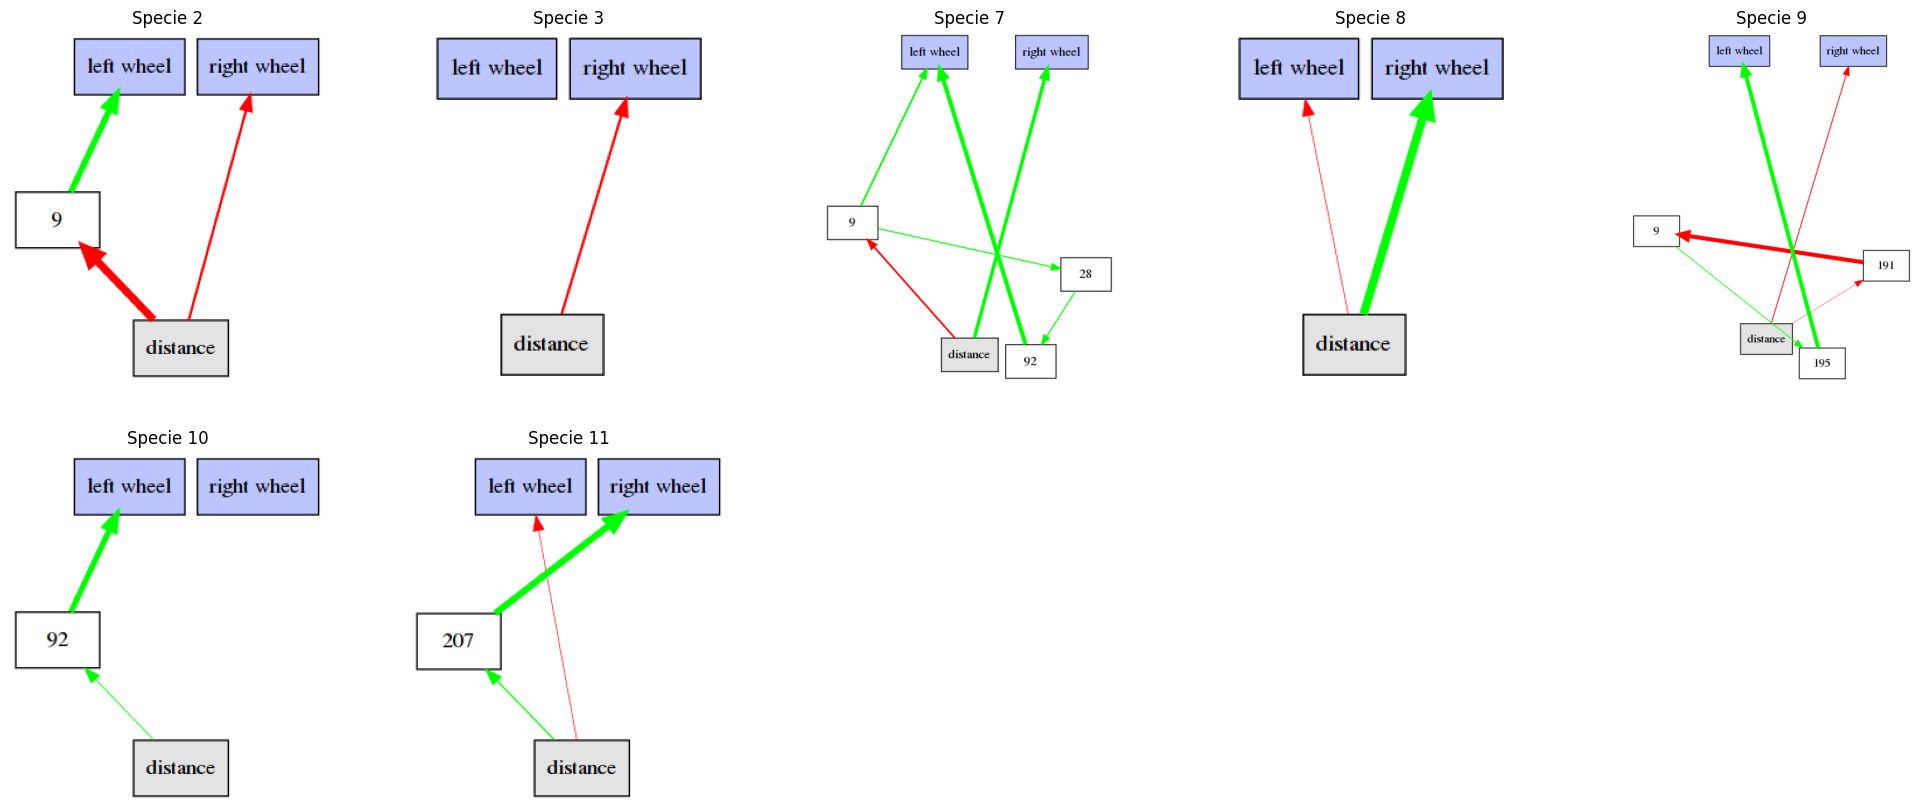 Specie 2
left wheel
right wheel
9
distance
Specie 3
left wheel
right wheel
distance
Specie 7
left wheel
right wheel
9
28
distance
92
Specie 8
left wheel
right wheel
distance
Specie 9
left wheel
right wheel
9
191
distance
195
Specie 10
left wheel
right wheel
92
distance
Specie 11
left wheel
right wheel
207
distance